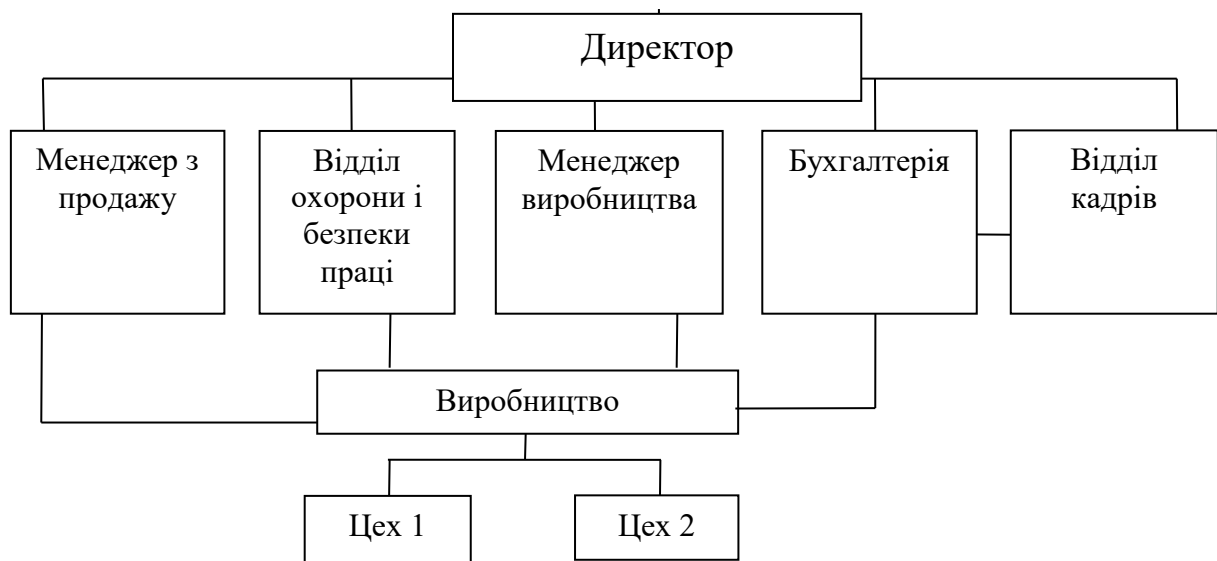 Директор
Менеджер з
продажу
Відділ
охорони і
безпеки
праці
Менеджер
виробництва
Бухгалтерія
Відділ
кадрів
Виробництво
Цех 1
Цех 2